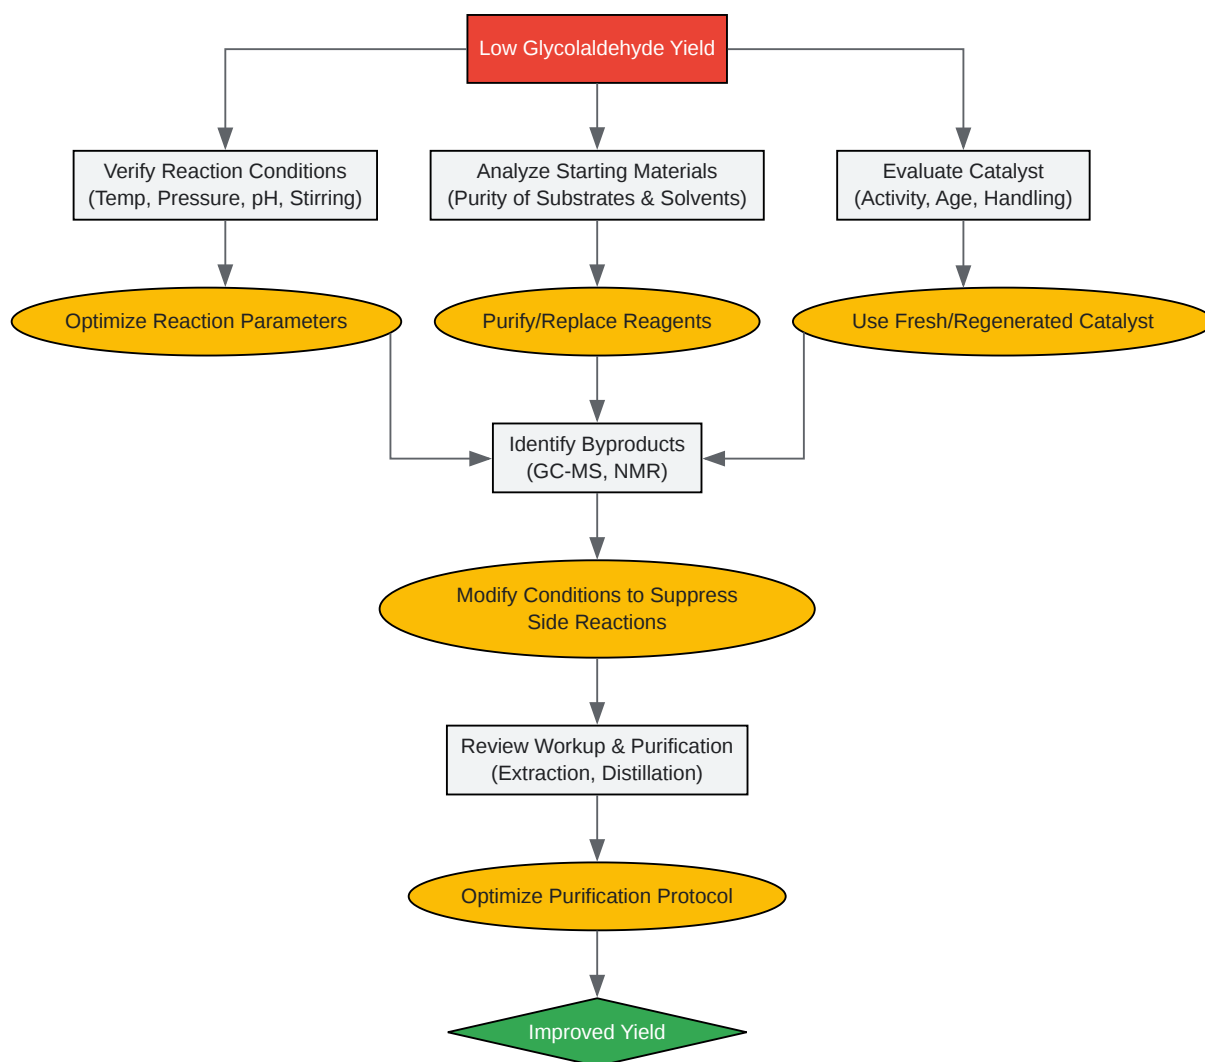 Low Glycolaldehyde Yield
Verify Reaction Conditions
(Temp, Pressure, pH, Stirring)
Analyze Starting Materials
(Purity of Substrates & Solvents)
Evaluate Catalyst
(Activity, Age, Handling)
Optimize Reaction Parameters
Purify/Replace Reagents
Use Fresh/Regenerated Catalyst
Identify Byproducts
(GC-MS, NMR)
Modify Conditions to Suppress
Side Reactions
Review Workup & Purification
(Extraction, Distillation)
Optimize Purification Protocol
Improved Yield